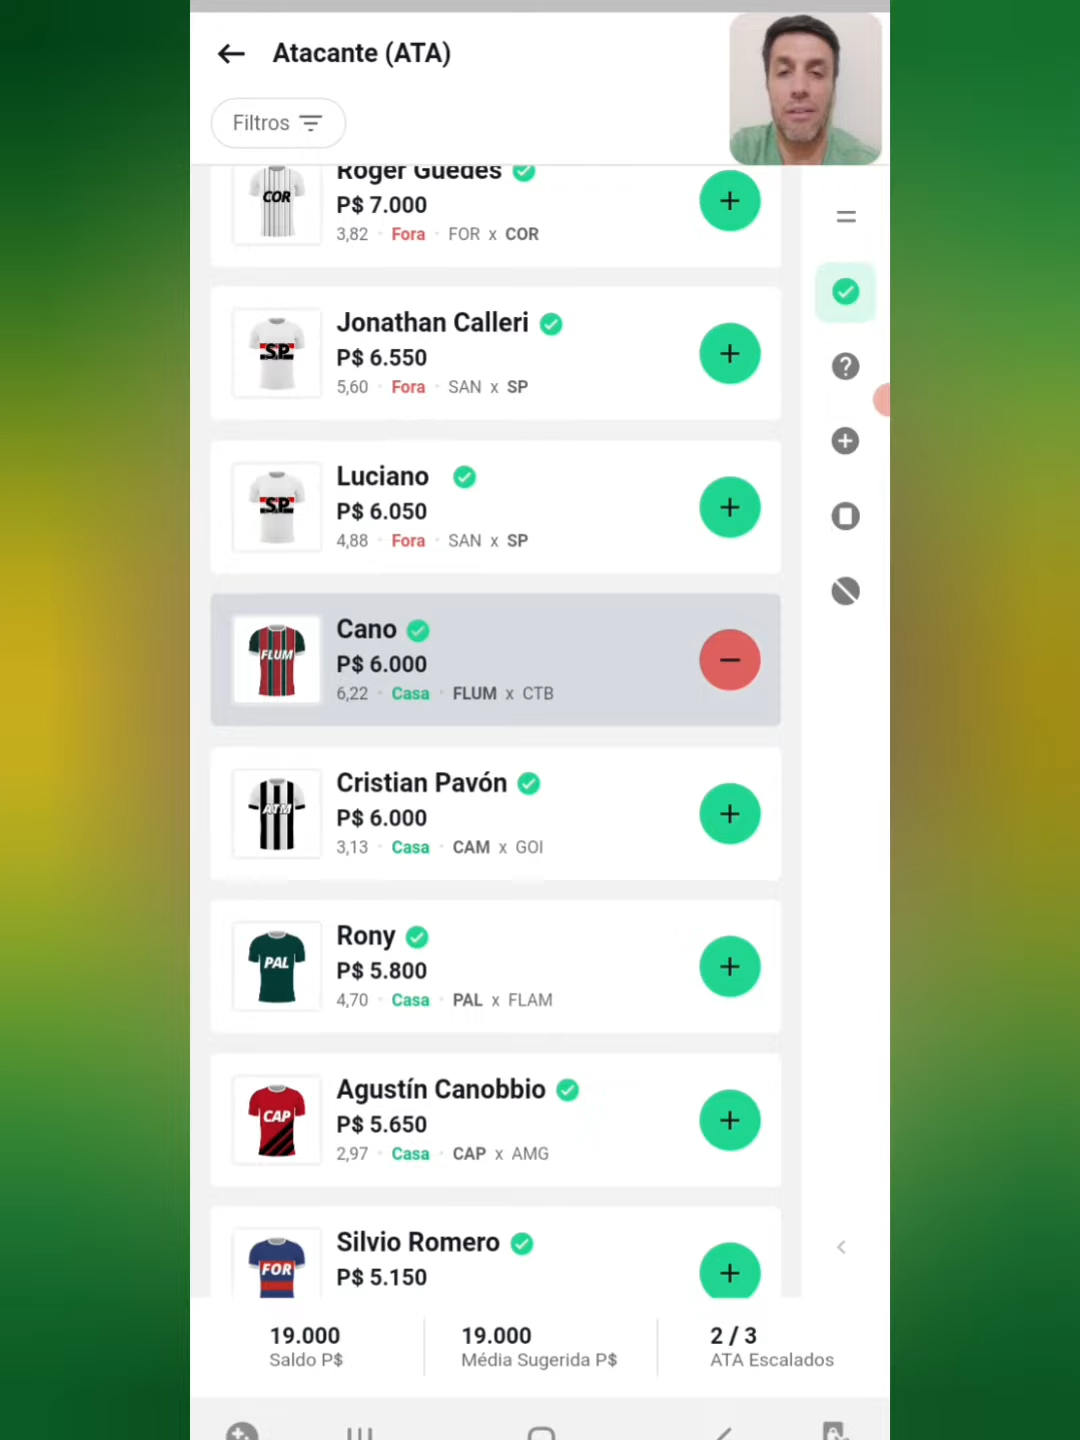 Atacante (ATA)
Filtros
COR
Roger Guedes
P$ 7.000
3,82 · Fora · FOR x COR
SP
Jonathan Calleri
P$ 6.550
5,60 · Fora · SAN x SP
SP
Luciano
P$ 6.050
4,88 · Fora · SAN x SP
FLUM
Cano
P$ 6.000
6,22 · Casa · FLUM x CTB
ATM
Cristian Pavón
P$ 6.000
3,13 · Casa · CAM x GOI
PAL
Rony
P$ 5.800
4,70 · Casa · PAL x FLAM
CAP
Agustín Canobbio
P$ 5.650
2,97 · Casa · CAP x AMG
FOR
Silvio Romero
P$ 5.150
19.000
Saldo P$
19.000
Média Sugerida P$
2 / 3
ATA Escalados